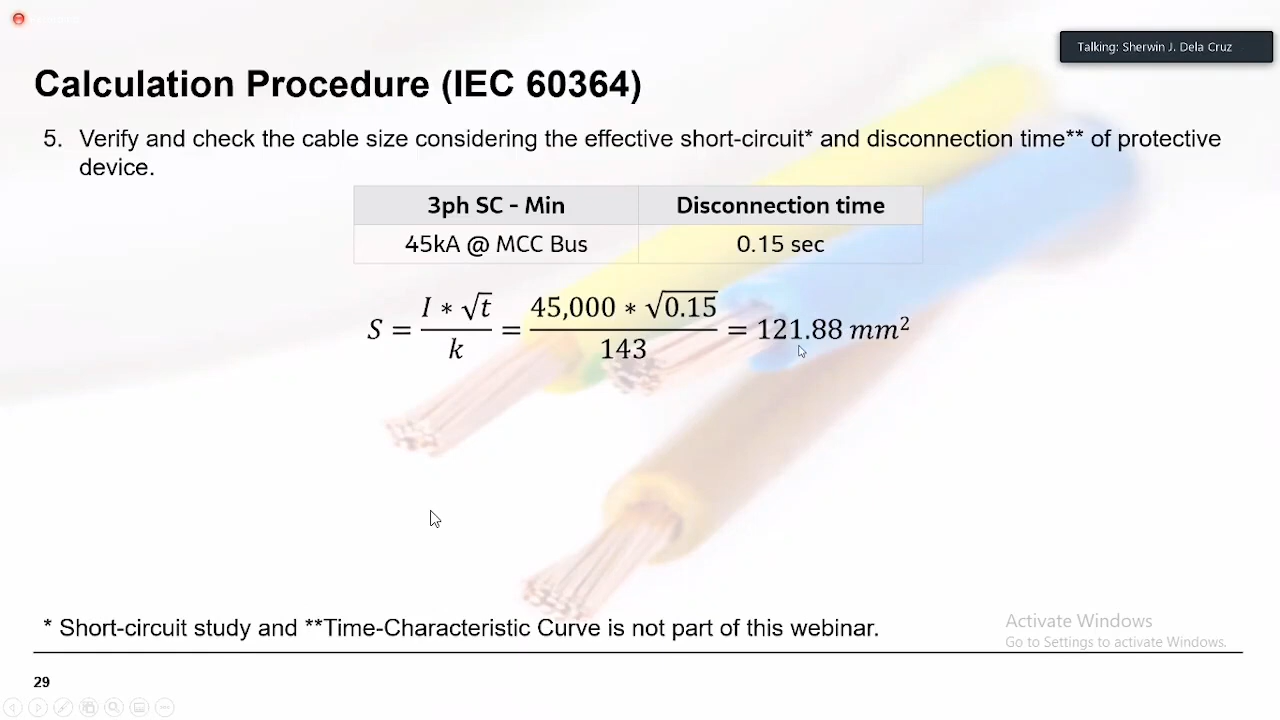 Talking: Sherwin J. Dela Cruz
Calculation Procedure (IEC 60364)
5. Verify and check the cable size considering the effective short-circuit* and disconnection time** of protective
device.
3ph SC - Min Disconnection time
45kA @ MCC Bus 0.15 sec
S = I * √t / k = 45,000 * √0.15 / 143 = 121.88 mm²
* Short-circuit study and **Time-Characteristic Curve is not part of this webinar.
Activate Windows
Go to Settings to activate Windows.
29